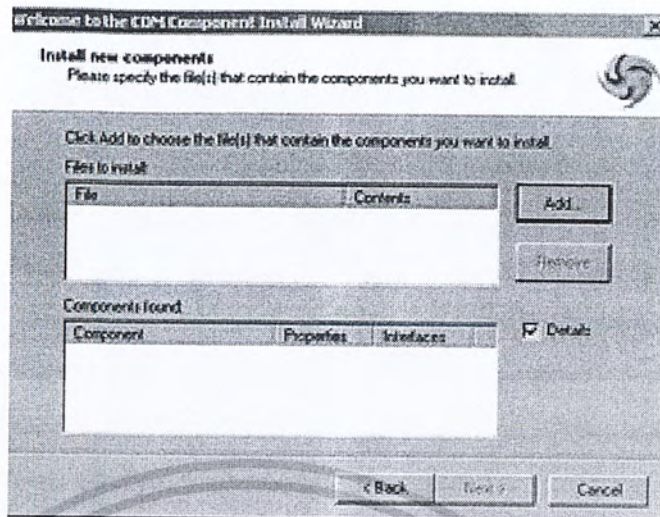 Welcome to the COM Component Install Wizard
Install new components
Please specify the file(s) that contain the components you want to install.
Click Add to choose the file(s) that contain the components you want to install.
Files to install:
File Contents
Add...
Remove
Components found:
Component Properties Interfaces
Details
< Back Next > Cancel